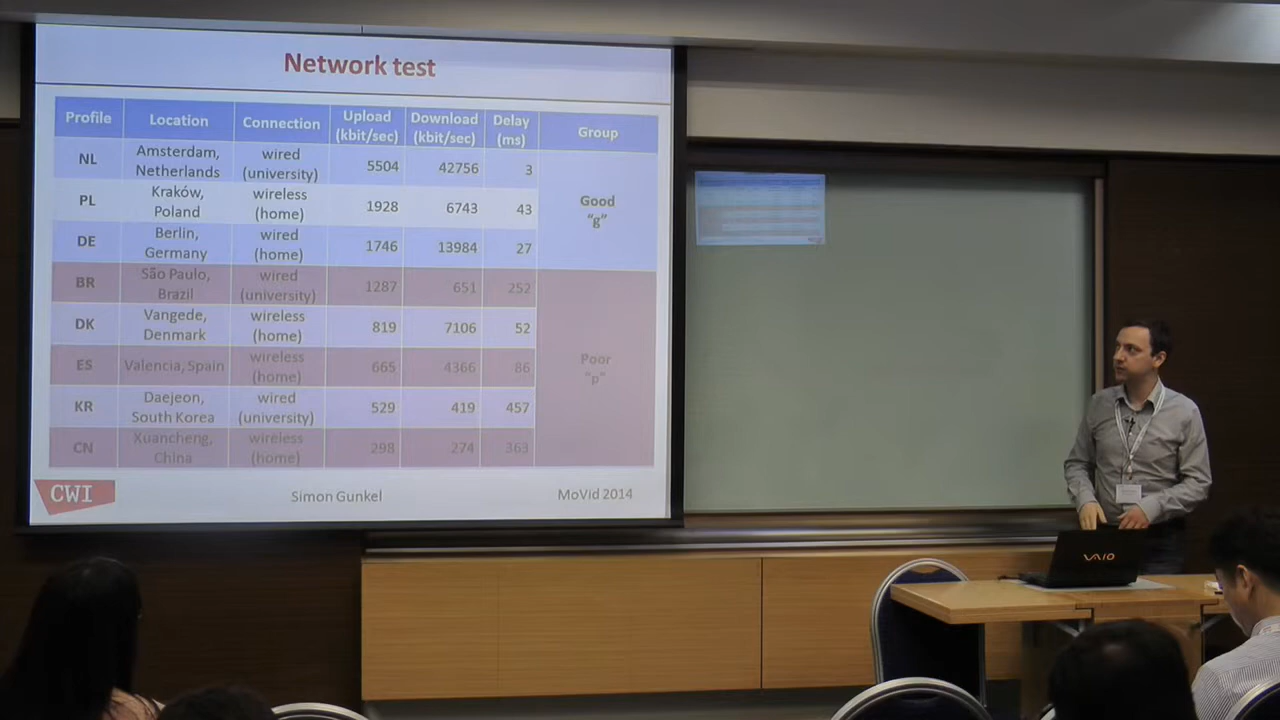 Network test
Profile Location Connection Upload (kbit/sec) Download (kbit/sec) Delay (ms) Group
NL Amsterdam, Netherlands wired (university) 5504 42756 3 Good "g"
PL Kraków, Poland wireless (home) 1928 6743 43
DE Berlin, Germany wired (home) 1746 13984 27
BR São Paulo, Brazil wired (university) 1287 651 252 Poor "p"
DK Vangede, Denmark wireless (home) 819 7106 52
ES Valencia, Spain wireless (home) 665 4366 86
KR Daejeon, South Korea wired (university) 529 419 457
CN Xuancheng, China wireless (home) 298 274 363
CWI Simon Gunkel MoVid 2014
VAIO